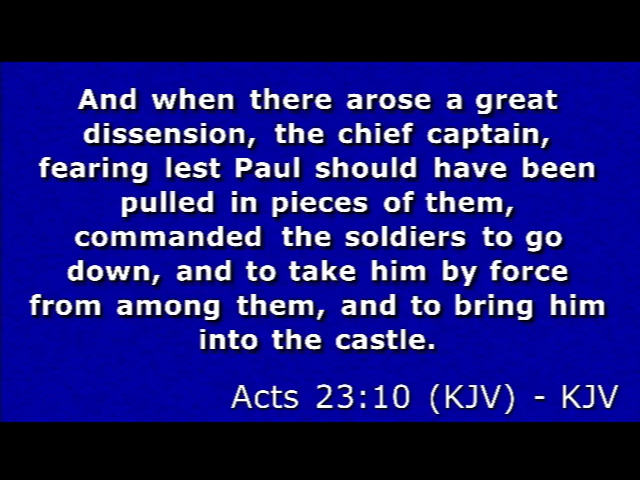 And when there arose a great
dissension, the chief captain,
fearing lest Paul should have been
pulled in pieces of them,
commanded the soldiers to go
down, and to take him by force
from among them, and to bring him
into the castle.
Acts 23:10 (KJV) - KJV